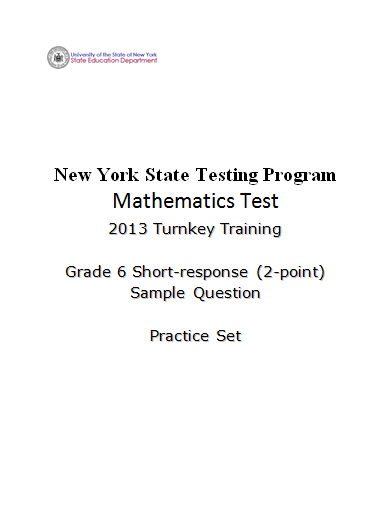 University of the State of New York
State Education Department
New York State Testing Program
Mathematics Test
2013 Turnkey Training
Grade 6 Short-response (2-point)
Sample Question
Practice Set